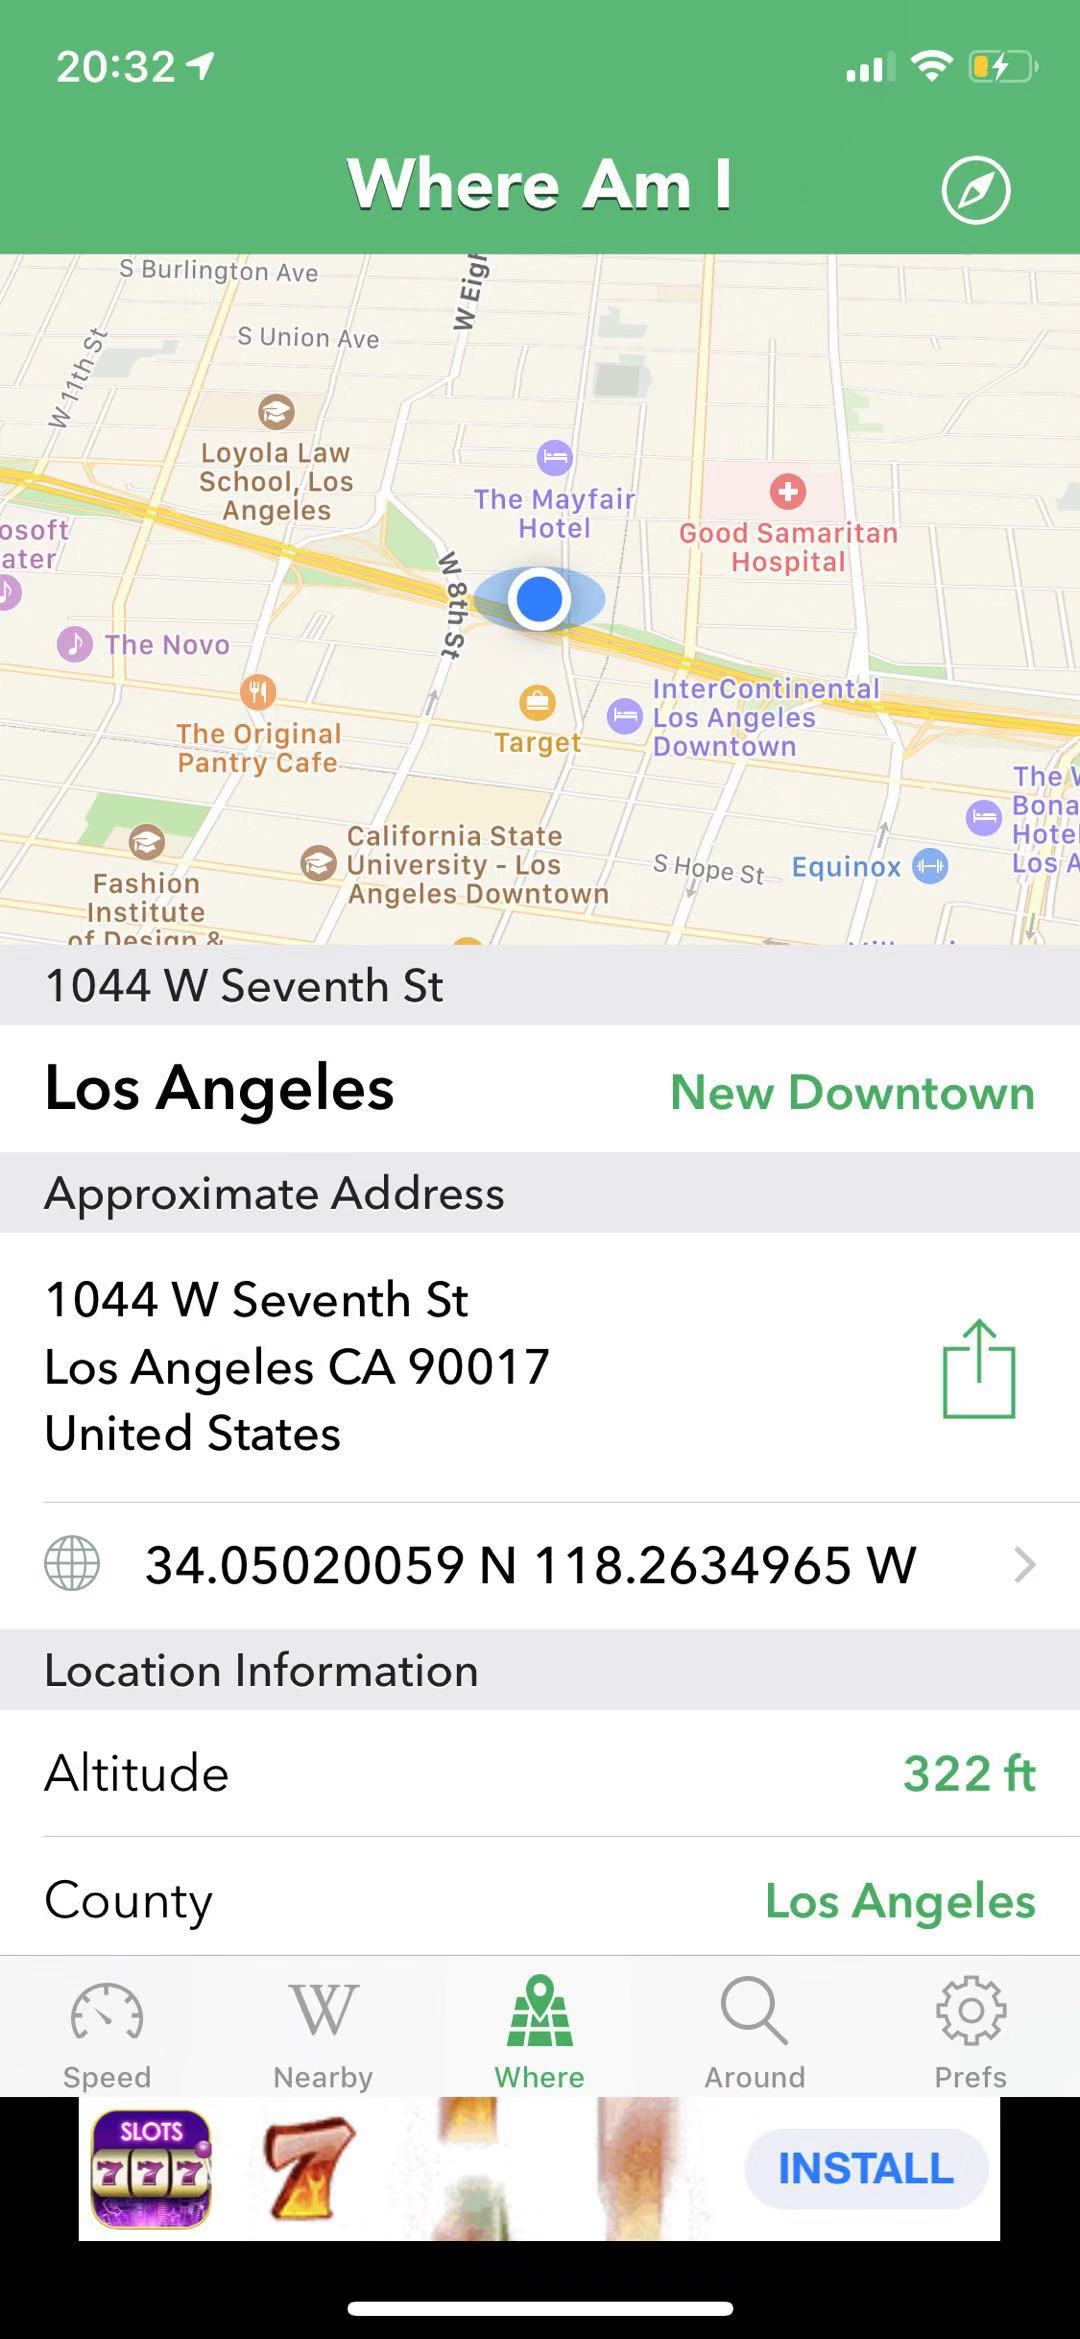 20:32
Where Am I
S Burlington Ave
W Eigh
S Union Ave
W 11th St
Loyola Law
School, Los
Angeles
The Mayfair
Hotel
Good Samaritan
Hospital
osoft
ater
W 8th St
The Novo
InterContinental
Los Angeles
Downtown
The Original
Pantry Cafe
Target
The W
Bona
Hotel
Los A
California State
University - Los
Angeles Downtown
S Hope St
Equinox
Fashion
Institute
of Design &
1044 W Seventh St
Los Angeles
New Downtown
Approximate Address
1044 W Seventh St
Los Angeles CA 90017
United States
34.05020059 N 118.2634965 W
Location Information
Altitude
322 ft
County
Los Angeles
W
Speed
Nearby
Where
Around
Prefs
SLOTS
777
7
INSTALL